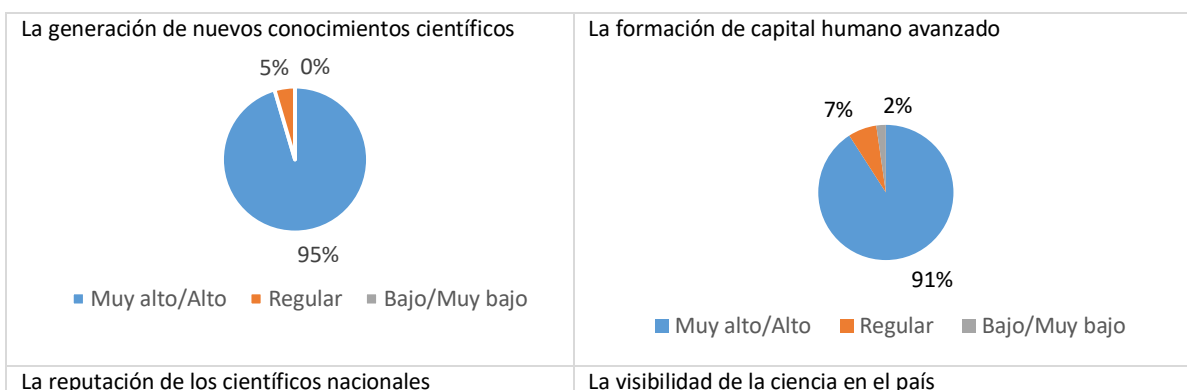 La generación de nuevos conocimientos científicos
5% 0%
95%
Muy alto/Alto Regular Bajo/Muy bajo
La formación de capital humano avanzado
7% 2%
91%
Muy alto/Alto Regular Bajo/Muy bajo
La reputación de los científicos nacionales
La visibilidad de la ciencia en el país